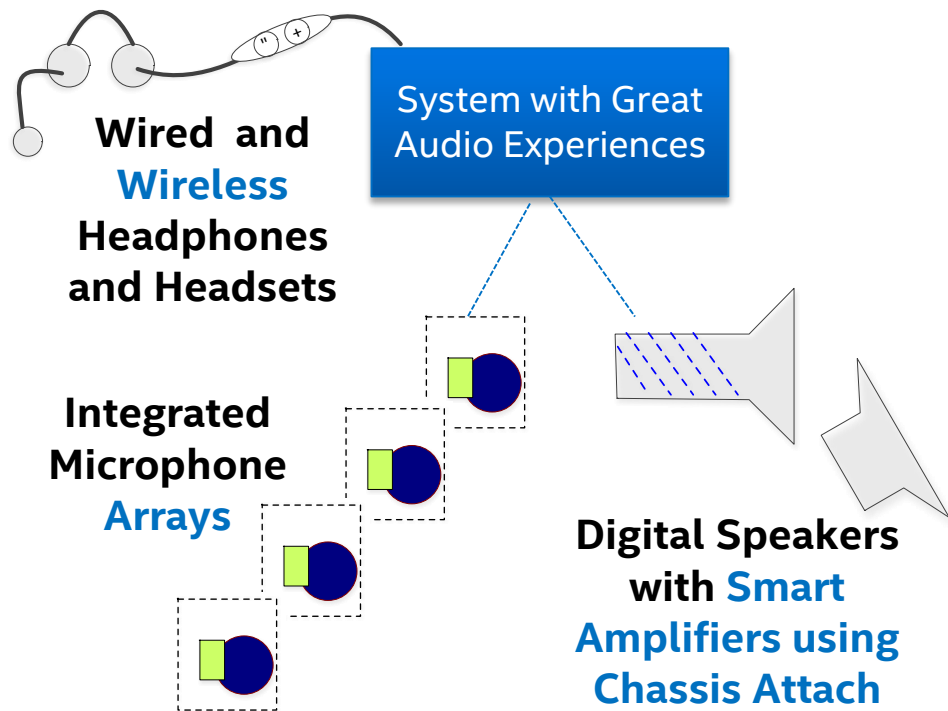 " +
System with Great
Audio Experiences
Wired and
Wireless
Headphones
and Headsets
Integrated
Microphone
Arrays
Digital Speakers
with Smart
Amplifiers using
Chassis Attach